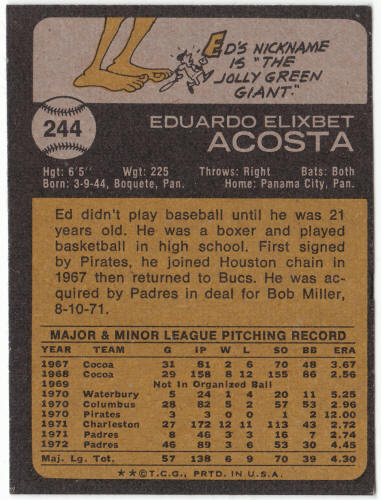 ED'S NICKNAME
IS "THE
JOLLY GREEN
GIANT."
244
EDUARDO ELIXBET
ACOSTA
Hgt: 6'5" Wgt: 225 Throws: Right Bats: Both
Born: 3-9-44, Boquete, Pan. Home: Panama City, Pan.
Ed didn't play baseball until he was 21
years old. He was a boxer and played
basketball in high school. First signed
by Pirates, he joined Houston chain in
1967 then returned to Bucs. He was ac-
quired by Padres in deal for Bob Miller,
8-10-71.
MAJOR & MINOR LEAGUE PITCHING RECORD
YEAR TEAM G IP W L SO BB ERA
1967 Cocoa 31 81 2 6 70 48 3.67
1968 Cocoa 29 158 8 12 155 86 2.56
1969 Not In Organized Ball
1970 Waterbury 5 24 1 4 20 11 5.25
1970 Columbus 28 82 5 2 57 53 2.96
1970 Pirates 3 3 0 0 1 2 12.00
1971 Charleston 27 172 12 11 113 43 2.72
1971 Padres 8 46 3 3 16 7 2.74
1972 Padres 46 89 3 6 53 30 4.45
Maj. Lg. Tot. 57 138 6 9 70 39 4.30
★★©T.C.G., PRTD. IN U.S.A.